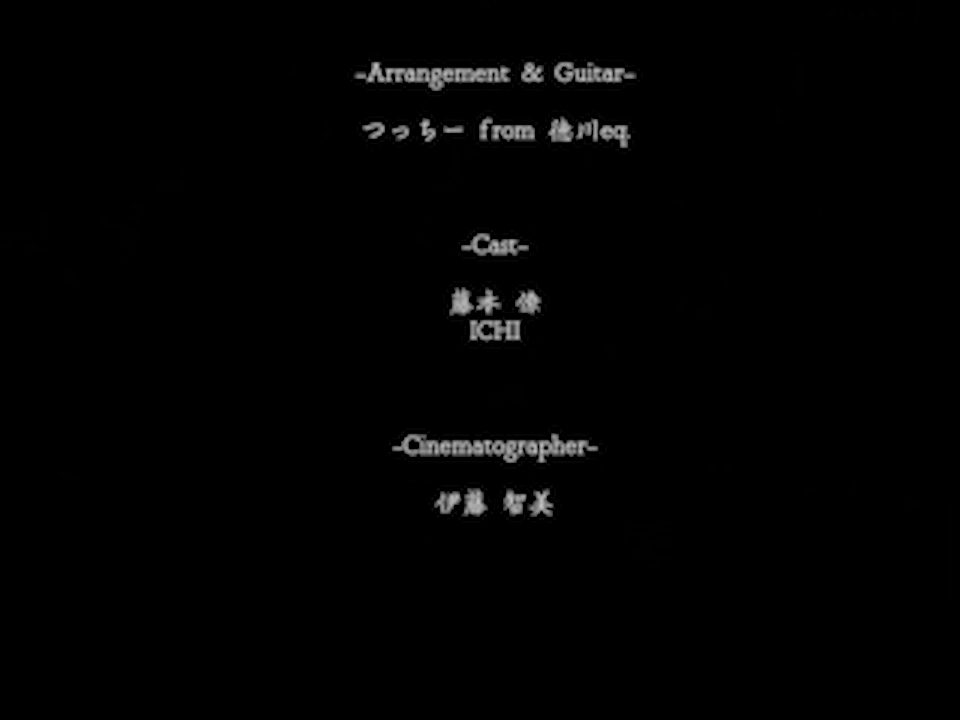 -Arrangement & Guitar-
つっちー from 徳川eq.
-Cast-
藤本 僚
ICHI
-Cinematographer-
伊藤 智美